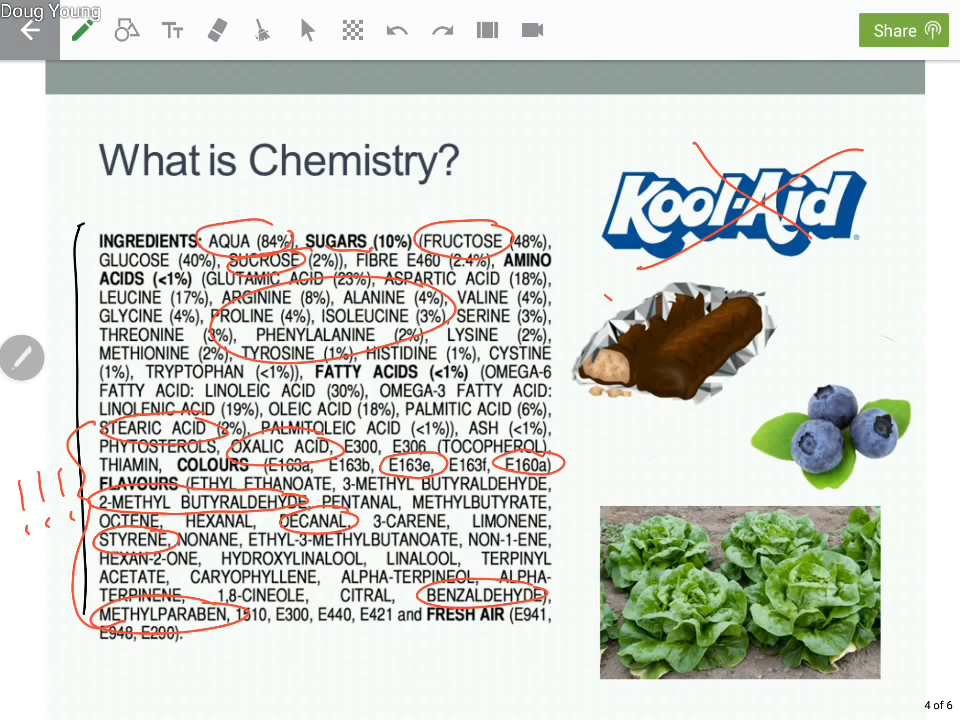 Doug Young
Share
What is Chemistry?
INGREDIENTS: AQUA (84%), SUGARS (10%) (FRUCTOSE (48%),
GLUCOSE (40%), SUCROSE (2%)), FIBRE E460 (2.4%), AMINO
ACIDS (<1%) (GLUTAMIC ACID (23%), ASPARTIC ACID (18%),
LEUCINE (17%), ARGININE (8%), ALANINE (4%), VALINE (4%),
GLYCINE (4%), PROLINE (4%), ISOLEUCINE (3%), SERINE (3%),
THREONINE (3%), PHENYLALANINE (2%), LYSINE (2%),
METHIONINE (2%), TYROSINE (1%), HISTIDINE (1%), CYSTINE
(1%), TRYPTOPHAN (<1%)), FATTY ACIDS (<1%) (OMEGA-6
FATTY ACID: LINOLEIC ACID (30%), OMEGA-3 FATTY ACID:
LINOLENIC ACID (19%), OLEIC ACID (18%), PALMITIC ACID (6%),
STEARIC ACID (2%), PALMITOLEIC ACID (<1%)), ASH (<1%),
PHYTOSTEROLS, OXALIC ACID, E300, E306 (TOCOPHEROL),
THIAMIN, COLOURS (E163a, E163b, E163e, E163f, E160a)
FLAVOURS (ETHYL ETHANOATE, 3-METHYL BUTYRALDEHYDE,
2-METHYL BUTYRALDEHYDE, PENTANAL, METHYLBUTYRATE,
OCTENE, HEXANAL, DECANAL, 3-CARENE, LIMONENE,
STYRENE, NONANE, ETHYL-3-METHYLBUTANOATE, NON-1-ENE,
HEXAN-2-ONE, HYDROXYLINALOOL, LINALOOL, TERPINYL
ACETATE, CARYOPHYLLENE, ALPHA-TERPINEOL, ALPHA-
TERPINENE, 1,8-CINEOLE, CITRAL, BENZALDEHYDE),
METHYLPARABEN, 1510, E300, E440, E421 and FRESH AIR (E941,
E948, E290).
Kool-Aid
!!!
4 of 6